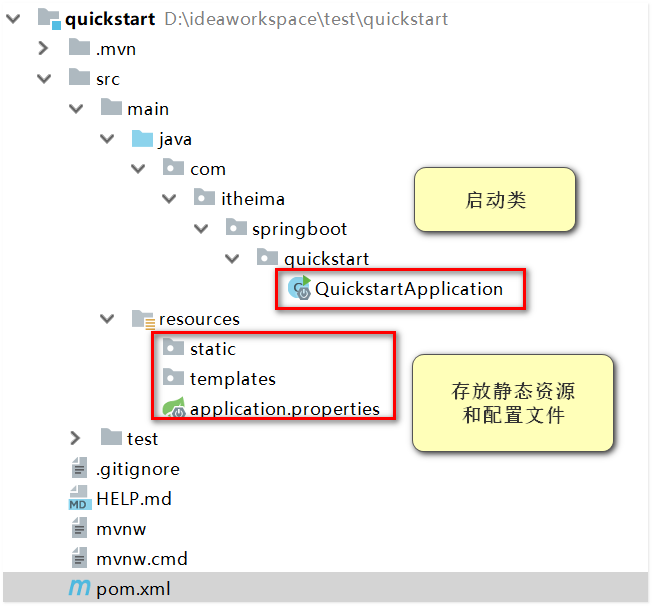 quickstart D:\ideaworkspace\test\quickstart
.mvn
src
main
java
com
itheima
springboot
quickstart
QuickstartApplication
启动类
resources
static
templates
application.properties
存放静态资源
和配置文件
test
.gitignore
HELP.md
mvnw
mvnw.cmd
pom.xml